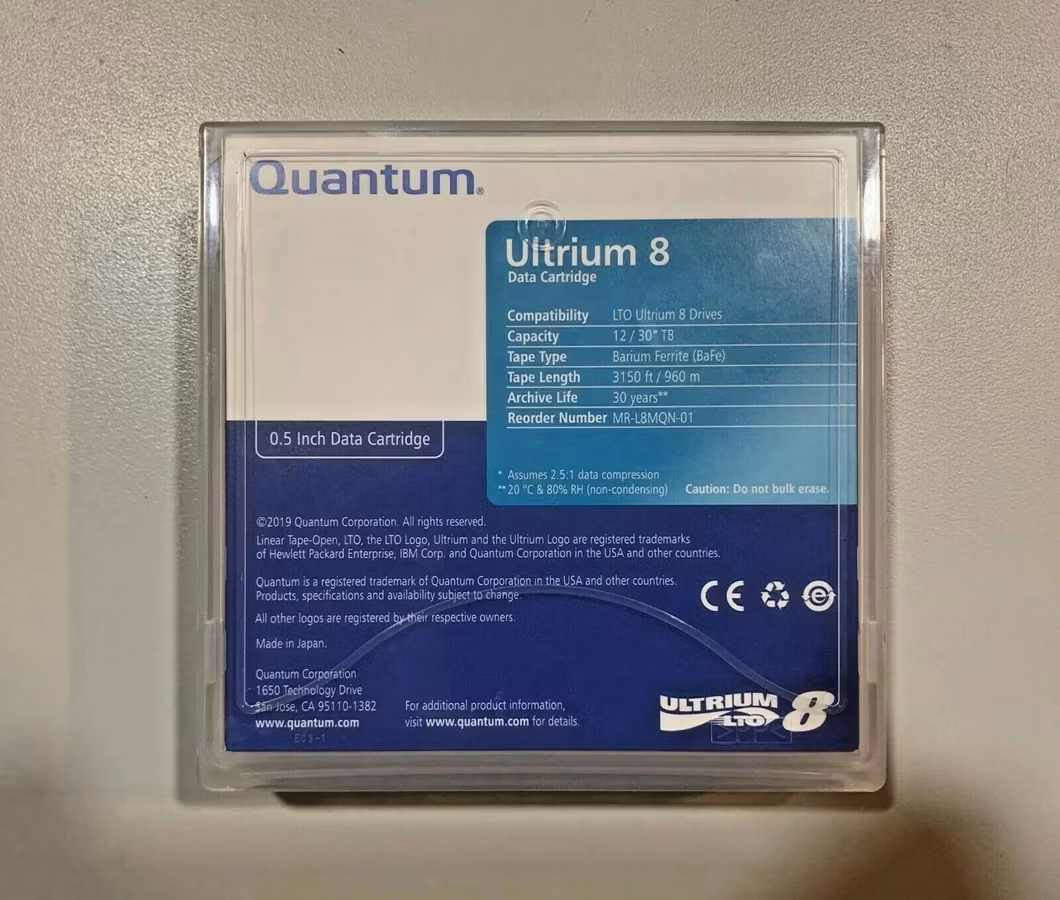 Quantum®
Ultrium 8
Data Cartridge
Compatibility LTO Ultrium 8 Drives
Capacity 12 / 30* TB
Tape Type Barium Ferrite (BaFe)
Tape Length 3150 ft / 960 m
Archive Life 30 years**
Reorder Number MR-L8MQN-01
0.5 Inch Data Cartridge
* Assumes 2.5:1 data compression
** 20 °C & 80% RH (non-condensing) Caution: Do not bulk erase.
©2019 Quantum Corporation. All rights reserved.
Linear Tape-Open, LTO, the LTO Logo, Ultrium and the Ultrium Logo are registered trademarks
of Hewlett Packard Enterprise, IBM Corp. and Quantum Corporation in the USA and other countries.
Quantum is a registered trademark of Quantum Corporation in the USA and other countries.
Products, specifications and availability subject to change.
CE
All other logos are registered by their respective owners.
Made in Japan.
Quantum Corporation
1650 Technology Drive
San Jose, CA 95110-1382
www.quantum.com
For additional product information,
visit www.quantum.com for details.
ULTRIUM
LTO 8